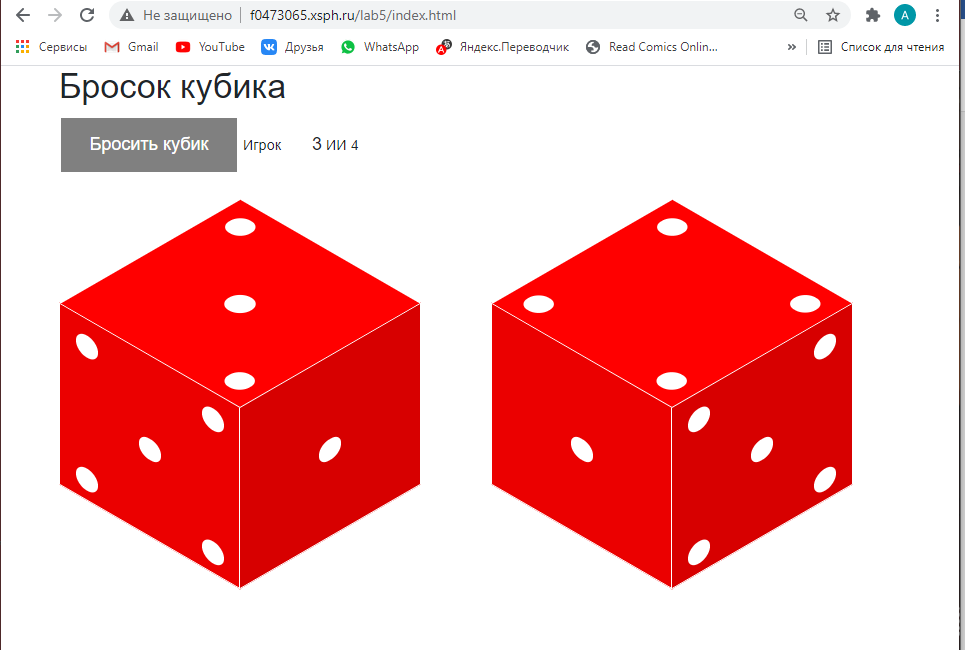 Не защищено f0473065.xsph.ru/lab5/index.html A
Сервисы Gmail YouTube Друзья WhatsApp Яндекс.Переводчик Read Comics Onlin... » Список для чтения
Бросок кубика
Бросить кубик Игрок 3 ИИ 4